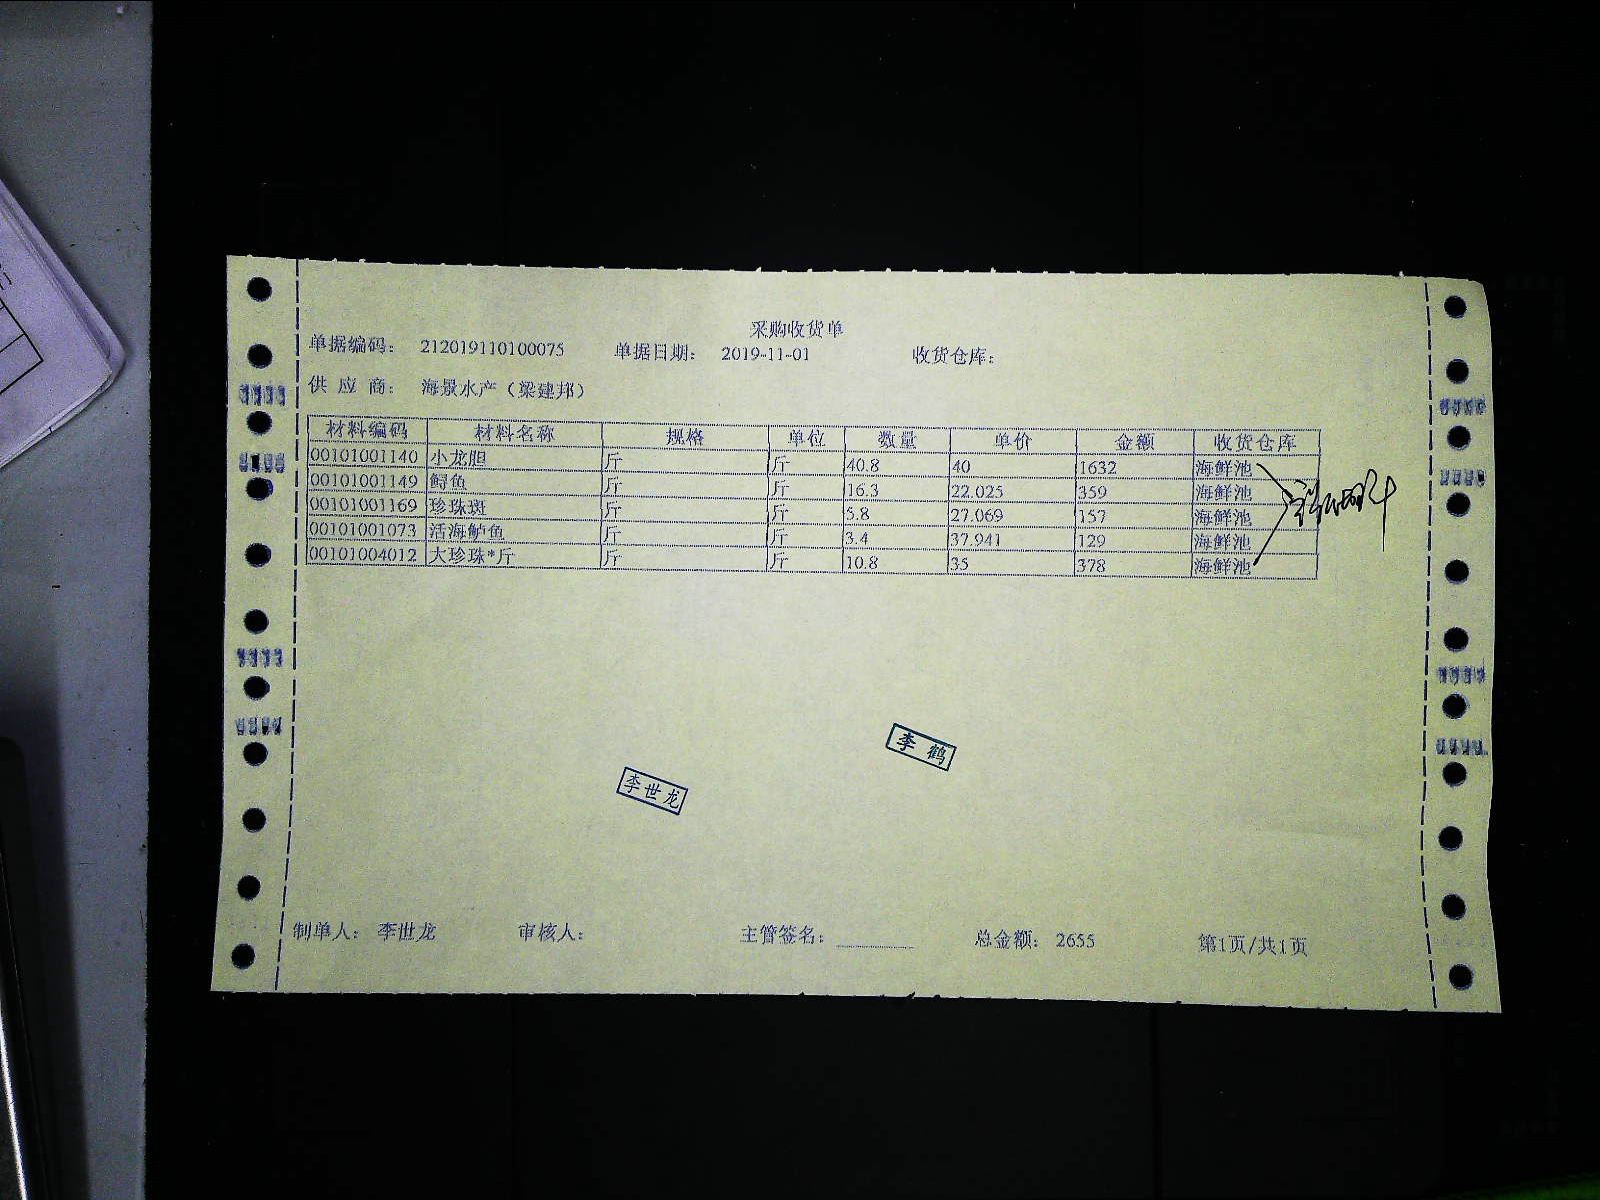 采购收货单
单据编码: 212019110100075 单据日期: 2019-11-01 收货仓库:
供应商: 海景水产（梁建邦）
材料编码 材料名称 规格 单位 数量 单价 金额 收货仓库
00101001140 小龙胆 斤 斤 40.8 40 1632 海鲜池
00101001149 鲟鱼 斤 斤 16.3 22.025 359 海鲜池
00101001169 珍珠斑 斤 斤 5.8 27.069 157 海鲜池
00101001073 活海鲈鱼 斤 斤 3.4 37.941 129 海鲜池
00101004012 大珍珠*斤 斤 斤 10.8 35 378 海鲜池
李鹤
李世龙
制单人: 李世龙 审核人: 主管签名: 总金额: 2655 第1页/共1页